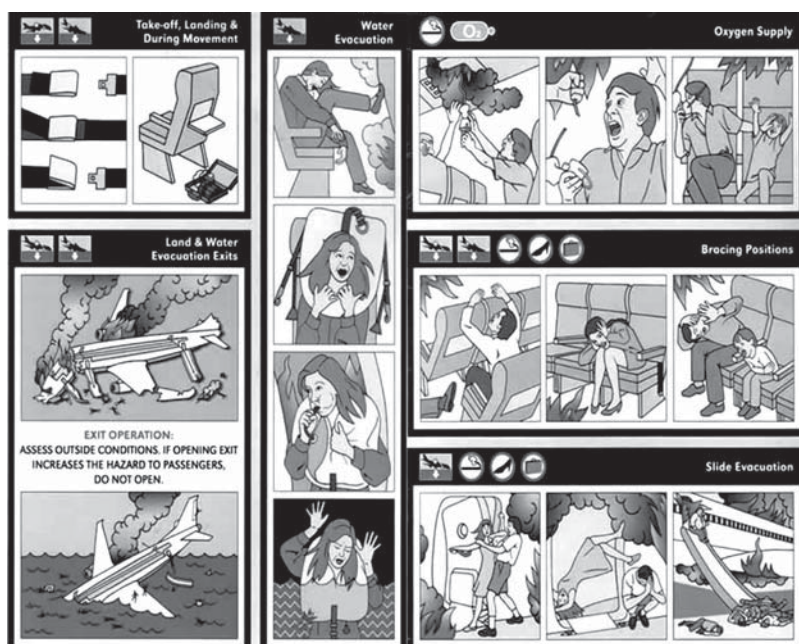 Take-off, Landing &
During Movement
Water
Evacuation
O₂
Oxygen Supply
Land & Water
Evacuation Exits
EXIT OPERATION:
ASSESS OUTSIDE CONDITIONS. IF OPENING EXIT
INCREASES THE HAZARD TO PASSENGERS,
DO NOT OPEN.
Bracing Positions
Slide Evacuation